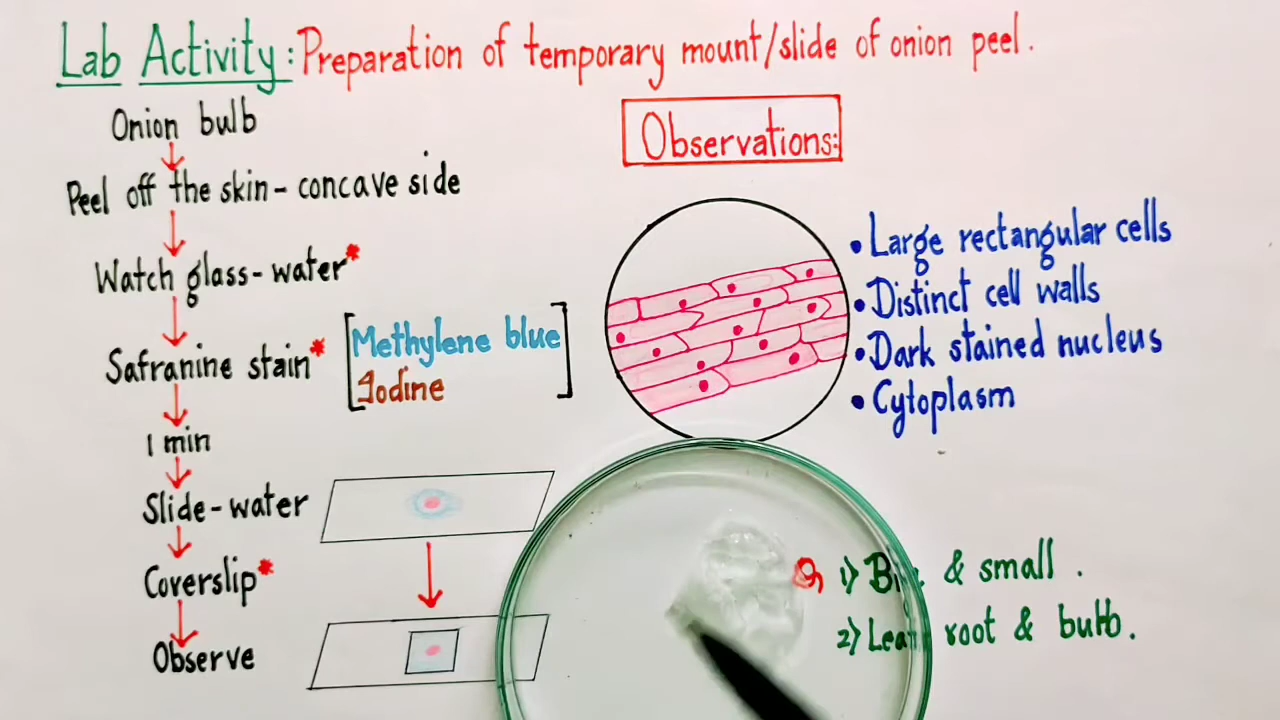 Lab Activity: Preparation of temporary mount/slide of onion peel.
Onion bulb
Peel off the skin - concave side
Watch glass - water*
Safranine stain*
[Methylene blue
Iodine]
1 min
Slide - water
Coverslip*
Observe
Observations:
• Large rectangular cells
• Distinct cell walls
• Dark stained nucleus
• Cytoplasm
Q 1) & small.
2) root & bulb.